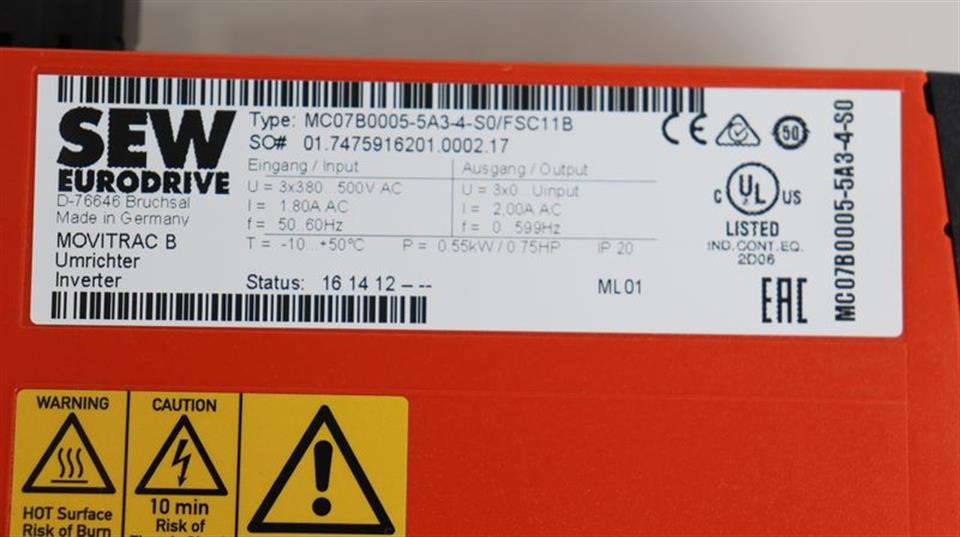 SEW
EURODRIVE
D-76646 Bruchsal
Made in Germany
MOVITRAC B
Umrichter
Inverter
Type: MC07B0005-5A3-4-S0/FSC11B
SO# 01.7475916201.0002.17
Eingang / Input
U = 3x380...500V AC
I = 1.80A AC
f = 50...60Hz
Ausgang / Output
U = 3x0...Uinput
I = 2,00A AC
f = 0...599Hz
T = -10...+50°C P = 0.55kW / 0.75HP IP 20
Status: 16 14 12 -- -- ML 01
CE
50
C UL US
LISTED
IND.CONT.EQ.
2D06
EAC
MC07B0005-5A3-4-S0
WARNING
HOT Surface
Risk of Burn
CAUTION
10 min
Risk of